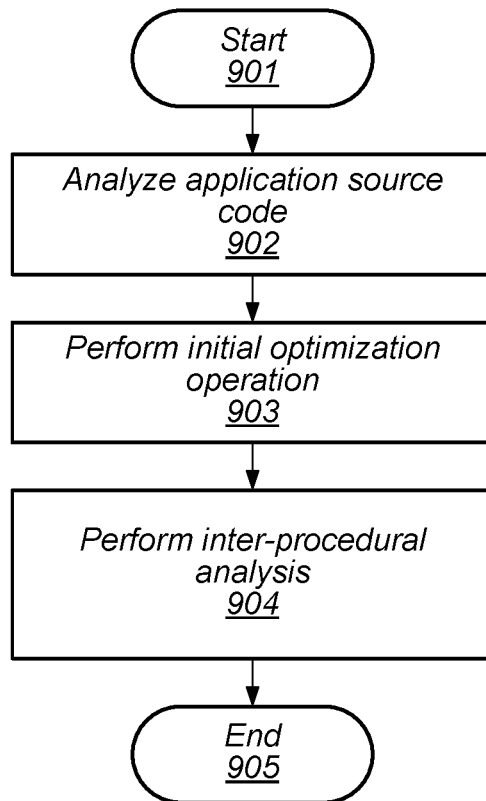 Start
901
Analyze application source
code
902
Perform initial optimization
operation
903
Perform inter-procedural
analysis
904
End
905